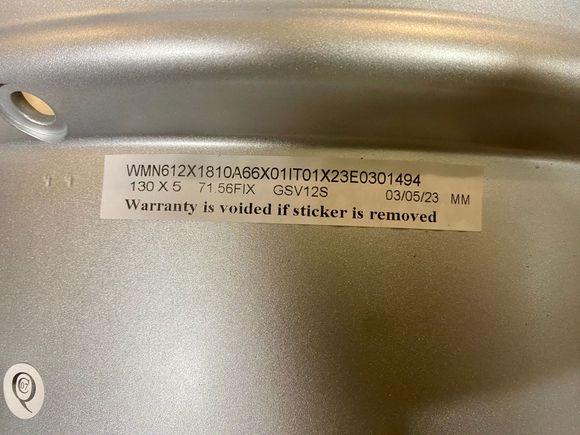 WMN612X1810A66X01IT01X23E0301494
130 X 5 71.56FIX GSV12S 03/05/23 MM
Warranty is voided if sticker is removed